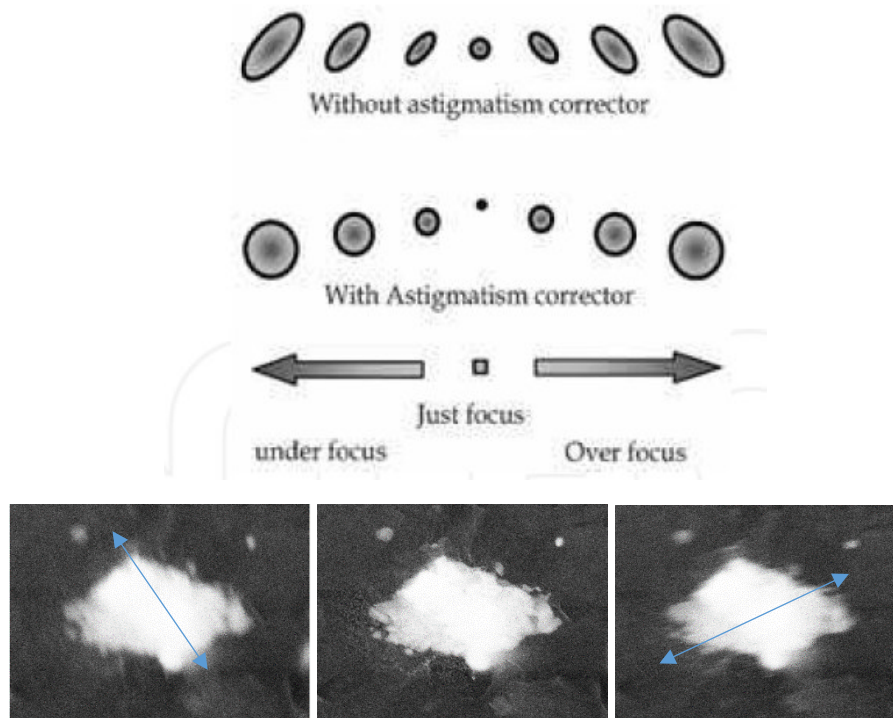 Without astigmatism corrector
With Astigmatism corrector
Just focus
under focus
Over focus